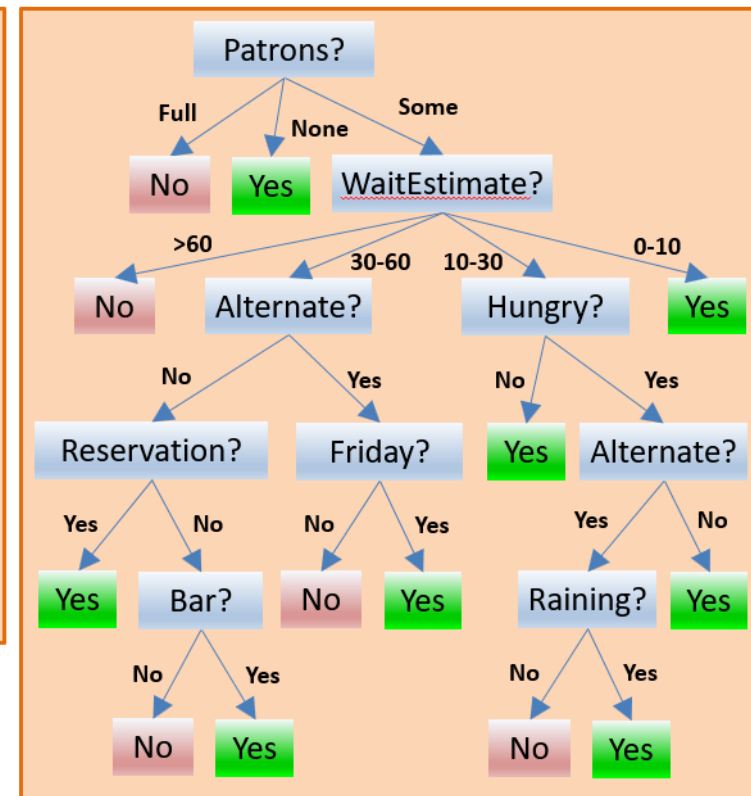 Patrons?
Full
None
Some
No
Yes
WaitEstimate?
>60
30-60
10-30
0-10
No
Alternate?
Hungry?
Yes
No
Yes
No
Yes
Reservation?
Friday?
Yes
Alternate?
Yes
No
No
Yes
Yes
No
Yes
Bar?
No
Yes
Raining?
Yes
No
Yes
No
Yes
No
Yes
No
Yes